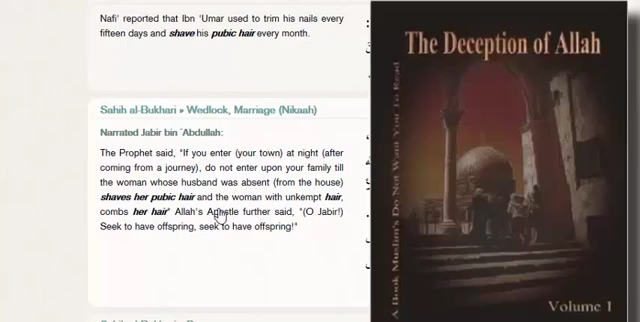 Nafi' reported that Ibn 'Umar used to trim his nails every
fifteen days and shave his pubic hair every month.
Sahih al-Bukhari » Wedlock, Marriage (Nikaah)
Narrated Jabir bin `Abdullah:
The Prophet said, "If you enter (your town) at night (after
coming from a journey), do not enter upon your family till
the woman whose husband was absent (from the house)
shaves her pubic hair and the woman with unkempt hair,
combs her hair" Allah's Apostle further said, "(O Jabir!)
Seek to have offspring, seek to have offspring!"
The Deception of Allah
A Book Muslim's Do Not Want You To Read
Volume 1